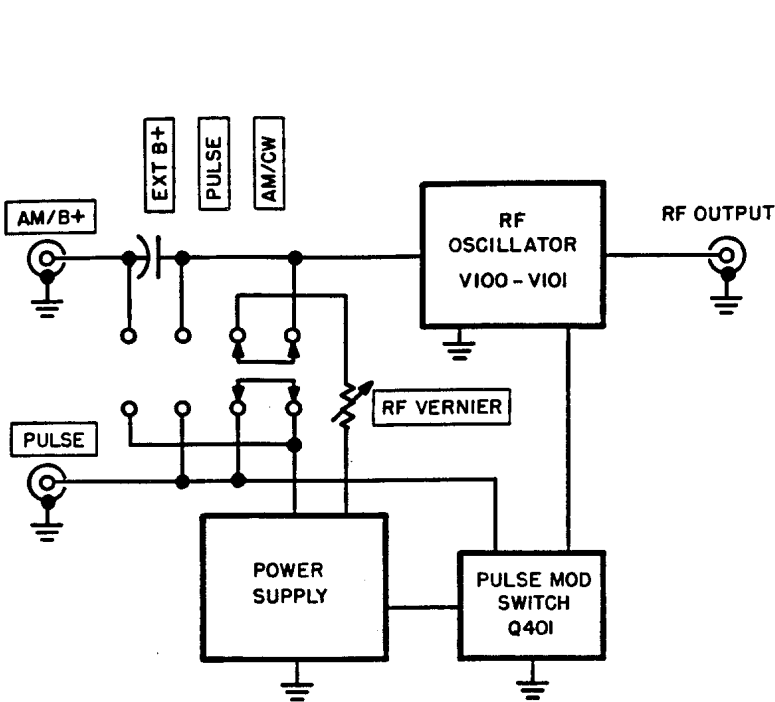 EXT B+
PULSE
AM/CW
AM/B+
RF
OSCILLATOR
V100-V101
RF OUTPUT
RF VERNIER
PULSE
POWER
SUPPLY
PULSE MOD
SWITCH
Q401